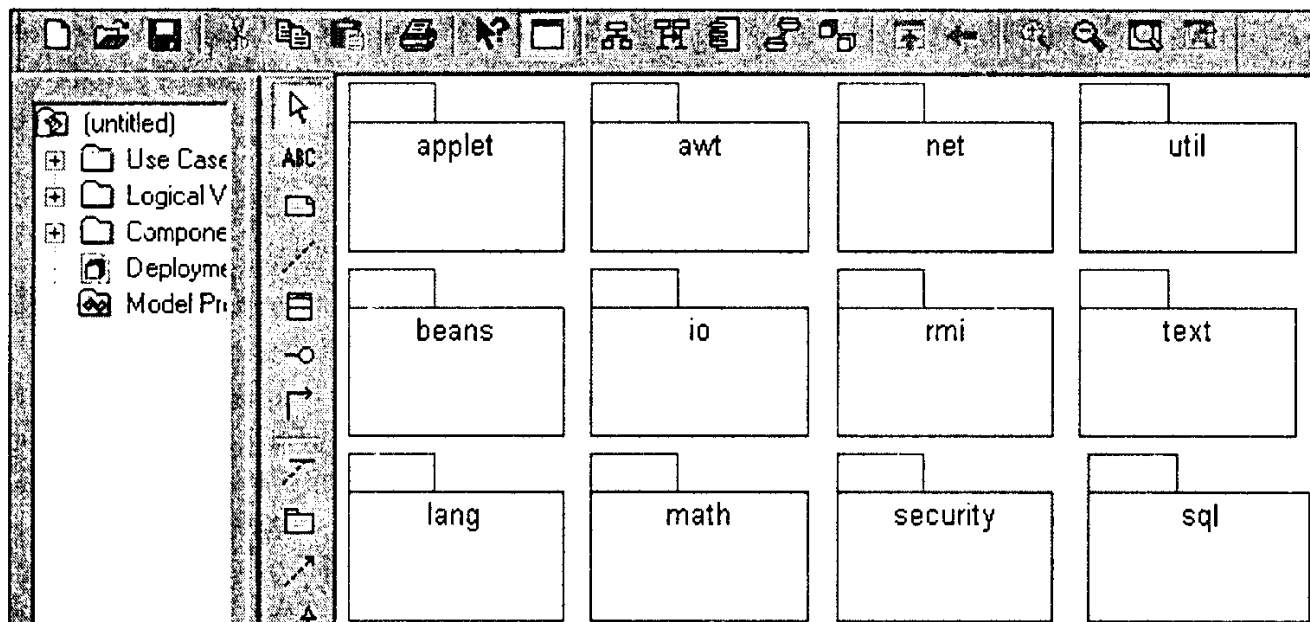 (untitled)
Use Case
Logical V
Compone
Deployme
Model Pr
ABC
applet awt net util
beans io rmi text
lang math security sql